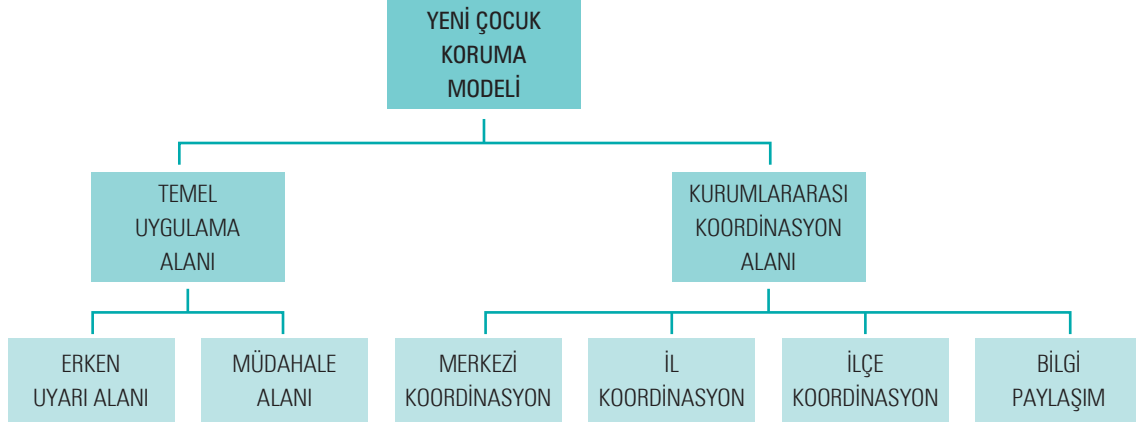 YENİ ÇOCUK
KORUMA
MODELİ
TEMEL
UYGULAMA
ALANI
KURUMLARARASI
KOORDİNASYON
ALANI
ERKEN
UYARI ALANI
MÜDAHALE
ALANI
MERKEZİ
KOORDİNASYON
İL
KOORDİNASYON
İLÇE
KOORDİNASYON
BİLGİ
PAYLAŞIM